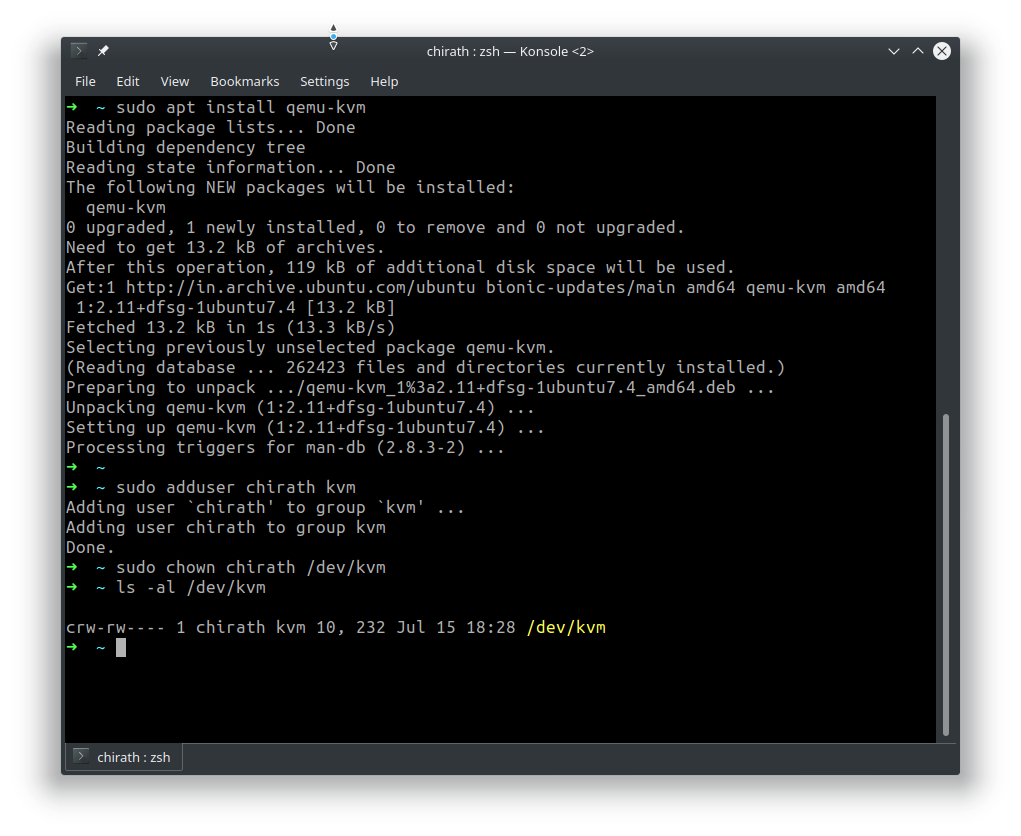 chirath : zsh — Konsole <2>
File Edit View Bookmarks Settings Help
➜  ~ sudo apt install qemu-kvm
Reading package lists... Done
Building dependency tree
Reading state information... Done
The following NEW packages will be installed:
  qemu-kvm
0 upgraded, 1 newly installed, 0 to remove and 0 not upgraded.
Need to get 13.2 kB of archives.
After this operation, 119 kB of additional disk space will be used.
Get:1 http://in.archive.ubuntu.com/ubuntu bionic-updates/main amd64 qemu-kvm amd64
 1:2.11+dfsg-1ubuntu7.4 [13.2 kB]
Fetched 13.2 kB in 1s (13.3 kB/s)
Selecting previously unselected package qemu-kvm.
(Reading database ... 262423 files and directories currently installed.)
Preparing to unpack .../qemu-kvm_1%3a2.11+dfsg-1ubuntu7.4_amd64.deb ...
Unpacking qemu-kvm (1:2.11+dfsg-1ubuntu7.4) ...
Setting up qemu-kvm (1:2.11+dfsg-1ubuntu7.4) ...
Processing triggers for man-db (2.8.3-2) ...
➜  ~
➜  ~ sudo adduser chirath kvm
Adding user `chirath' to group `kvm' ...
Adding user chirath to group kvm
Done.
➜  ~ sudo chown chirath /dev/kvm
➜  ~ ls -al /dev/kvm
crw-rw---- 1 chirath kvm 10, 232 Jul 15 18:28 /dev/kvm
➜  ~
chirath : zsh